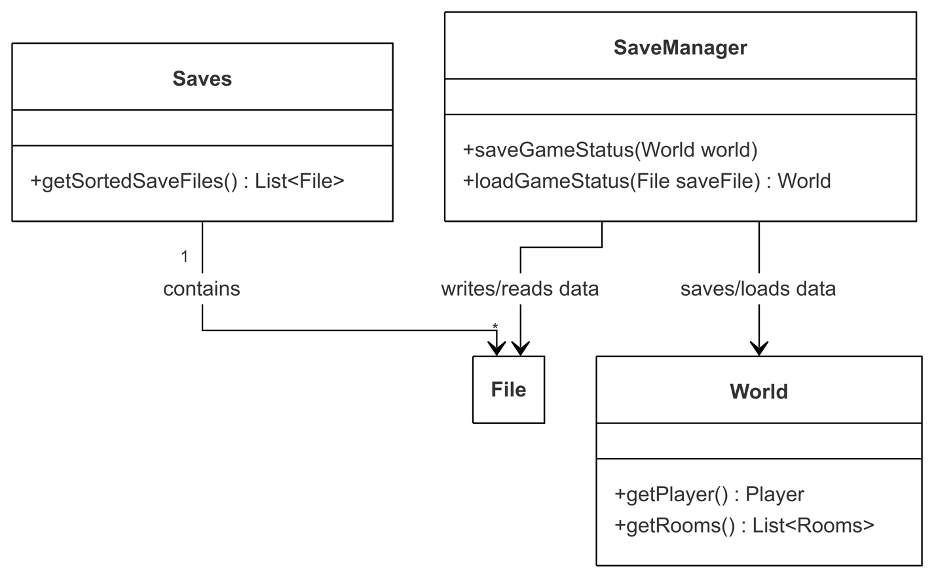 Saves
+getSortedSaveFiles() : List<File>
SaveManager
+saveGameStatus(World world)
+loadGameStatus(File saveFile) : World
1
contains
*
writes/reads data
saves/loads data
File
World
+getPlayer() : Player
+getRooms() : List<Rooms>